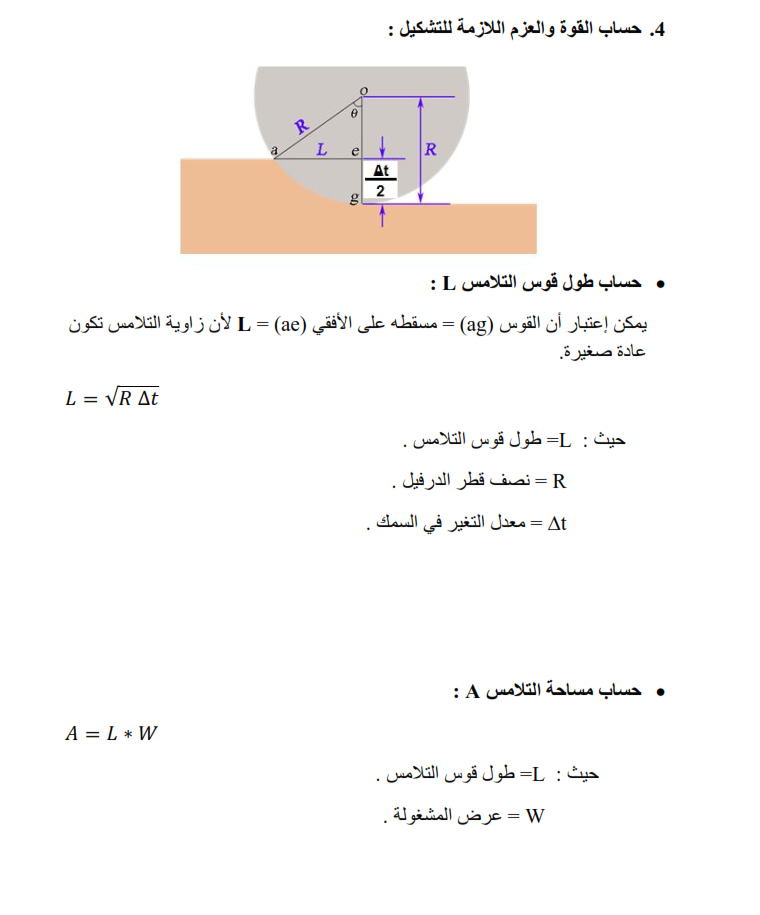 4. حساب القوة والعزم اللازمة للتشكيل :
o
θ
R
a
L
e
R
Δt
2
g
• حساب طول قوس التلامس L :
يمكن إعتبار أن القوس (ag) = مسقطه على الأفقي (ae) = L لأن زاوية التلامس تكون
عادة صغيرة.
L = √R Δt
حيث : L= طول قوس التلامس .
R = نصف قطر الدرفيل .
Δt = معدل التغير في السمك .
• حساب مساحة التلامس A :
A = L ∗ W
حيث : L= طول قوس التلامس .
W = عرض المشغولة .